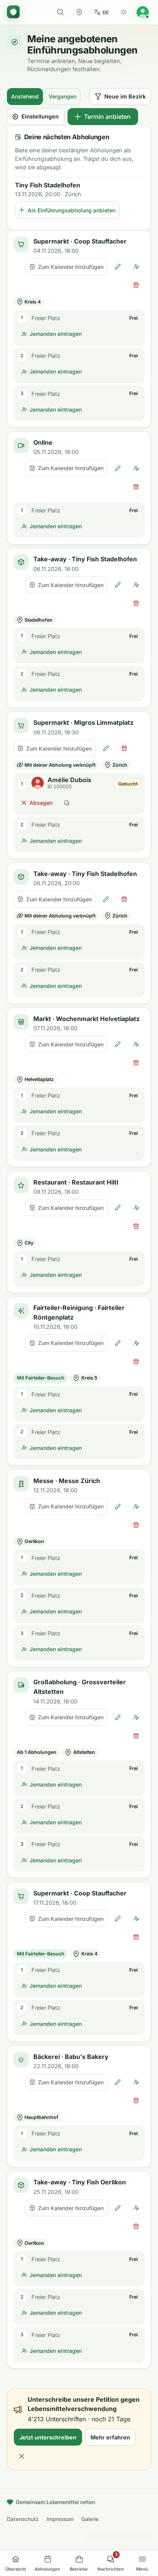 DE
Meine angebotenen
Einführungsabholungen
Termine anbieten, Neue begleiten,
Rückmeldungen festhalten.
Anstehend
Vergangen
Neue im Bezirk
Einstellungen
Termin anbieten
Deine nächsten Abholungen
Biete eine deiner bestätigten Abholungen als
Einführungsabholung an. Trägst du dich dort aus,
wird sie abgesagt.
Tiny Fish Stadelhofen
13.11.2026, 20:00 · Zürich
Als Einführungsabholung anbieten
Supermarkt · Coop Stauffacher
04.11.2026, 18:00
Zum Kalender hinzufügen
Kreis 4
1 Freier Platz Frei
Jemanden eintragen
2 Freier Platz Frei
Jemanden eintragen
3 Freier Platz Frei
Jemanden eintragen
Online
05.11.2026, 18:00
Zum Kalender hinzufügen
1 Freier Platz Frei
Jemanden eintragen
Take-away · Tiny Fish Stadelhofen
06.11.2026, 18:00
Zum Kalender hinzufügen
Stadelhofen
1 Freier Platz Frei
Jemanden eintragen
2 Freier Platz Frei
Jemanden eintragen
Supermarkt · Migros Limmatplatz
06.11.2026, 18:30
Zum Kalender hinzufügen
Mit deiner Abholung verknüpft
Zürich
1 Amélie Dubois Gebucht
ID 100005
Absagen
2 Freier Platz Frei
Jemanden eintragen
Take-away · Tiny Fish Stadelhofen
06.11.2026, 20:00
Zum Kalender hinzufügen
Mit deiner Abholung verknüpft
Zürich
1 Freier Platz Frei
Jemanden eintragen
2 Freier Platz Frei
Jemanden eintragen
Markt · Wochenmarkt Helvetiaplatz
07.11.2026, 18:00
Zum Kalender hinzufügen
Helvetiaplatz
1 Freier Platz Frei
Jemanden eintragen
2 Freier Platz Frei
Jemanden eintragen
Restaurant · Restaurant Hiltl
09.11.2026, 18:00
Zum Kalender hinzufügen
City
1 Freier Platz Frei
Jemanden eintragen
Fairteiler-Reinigung · Fairteiler
Röntgenplatz
10.11.2026, 18:00
Zum Kalender hinzufügen
Mit Fairteiler-Besuch
Kreis 5
1 Freier Platz Frei
Jemanden eintragen
2 Freier Platz Frei
Jemanden eintragen
Messe · Messe Zürich
12.11.2026, 18:00
Zum Kalender hinzufügen
Oerlikon
1 Freier Platz Frei
Jemanden eintragen
2 Freier Platz Frei
Jemanden eintragen
3 Freier Platz Frei
Jemanden eintragen
Großabholung · Grossverteiler
Altstetten
14.11.2026, 18:00
Zum Kalender hinzufügen
Ab 1 Abholungen
Altstetten
1 Freier Platz Frei
Jemanden eintragen
2 Freier Platz Frei
Jemanden eintragen
3 Freier Platz Frei
Jemanden eintragen
Supermarkt · Coop Stauffacher
17.11.2026, 16:00
Zum Kalender hinzufügen
Mit Fairteiler-Besuch
Kreis 4
1 Freier Platz Frei
Jemanden eintragen
2 Freier Platz Frei
Jemanden eintragen
Bäckerei · Babu's Bakery
22.11.2026, 18:00
Zum Kalender hinzufügen
Hauptbahnhof
1 Freier Platz Frei
Jemanden eintragen
Take-away · Tiny Fish Oerlikon
25.11.2026, 19:00
Zum Kalender hinzufügen
Oerlikon
1 Freier Platz Frei
Jemanden eintragen
2 Freier Platz Frei
Jemanden eintragen
3 Freier Platz Frei
Jemanden eintragen
Unterschreibe unsere Petition gegen
Lebensmittelverschwendung
4'213 Unterschriften · noch 21 Tage
Jetzt unterschreiben
Mehr erfahren
Gemeinsam Lebensmittel retten
Datenschutz Impressum Galerie
1
Übersicht Abholungen Betriebe Nachrichten Menü